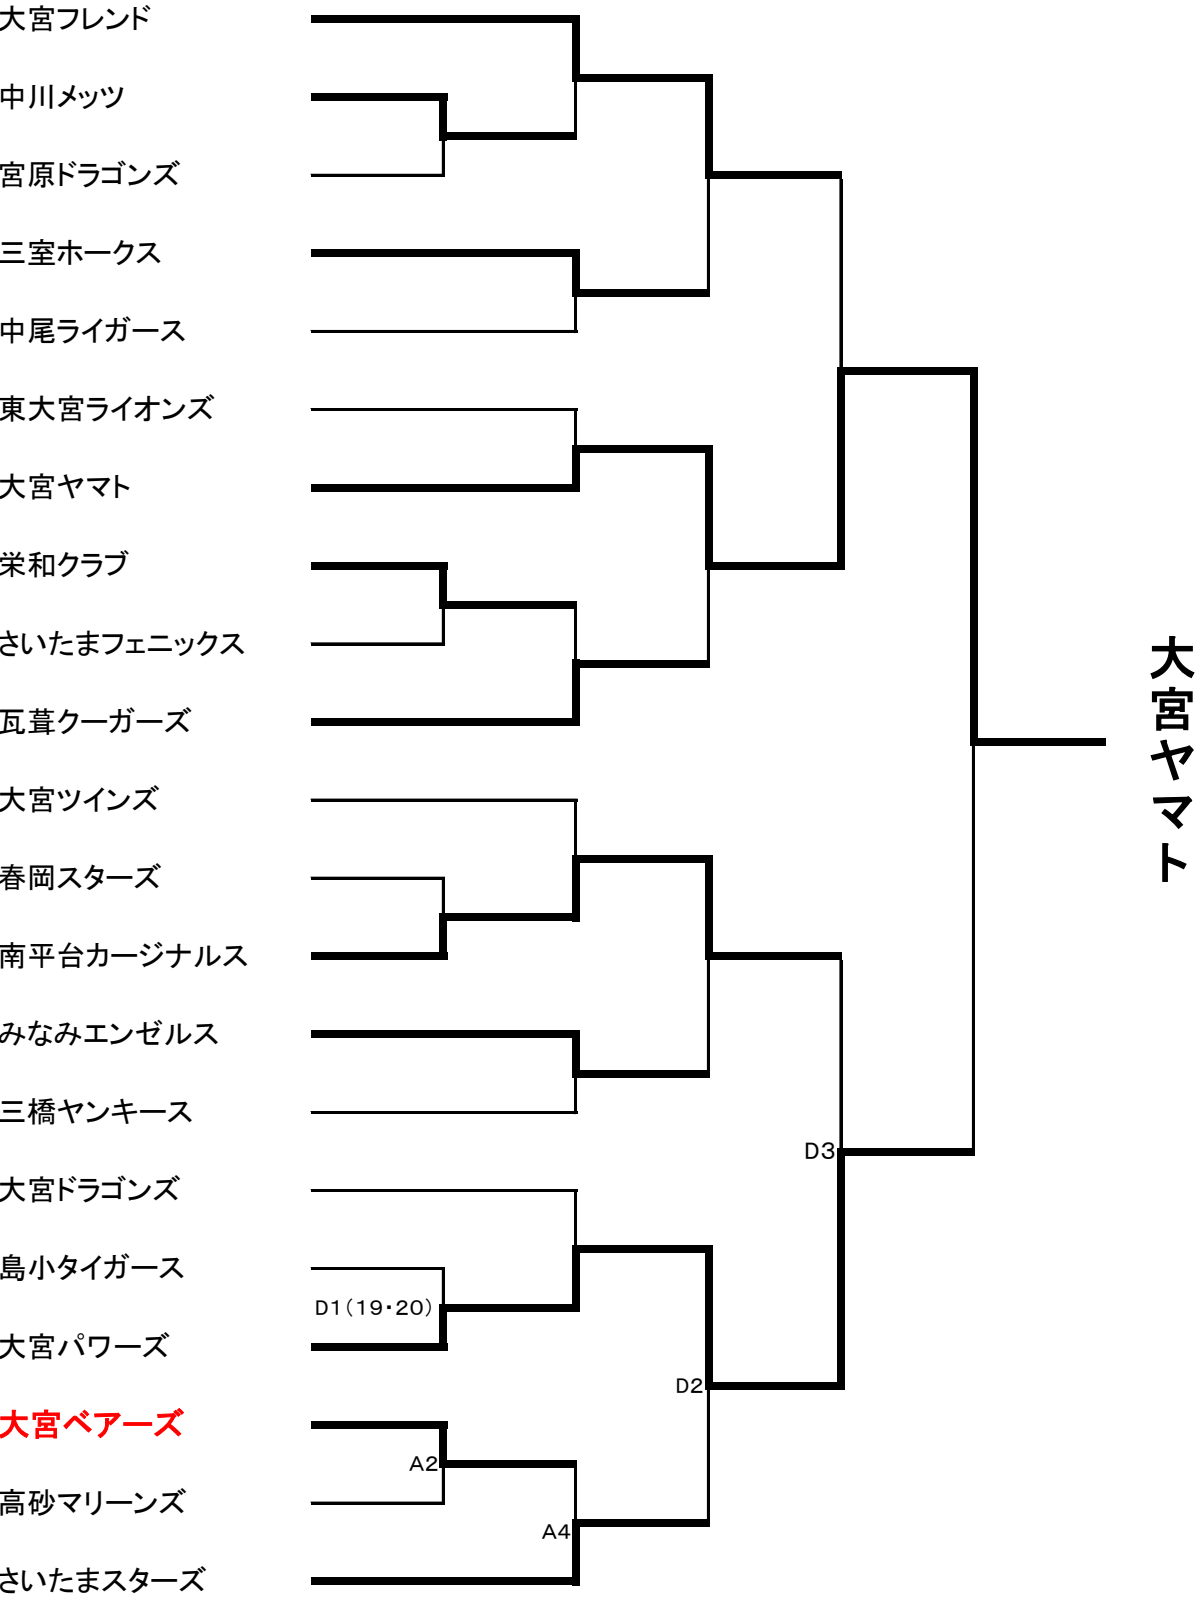 大宮フレンド
中川メッツ
宮原ドラゴンズ
三室ホークス
中尾ライガース
東大宮ライオンズ
大宮ヤマト
栄和クラブ
さいたまフェニックス
瓦葺クーガーズ
大宮ツインズ
春岡スターズ
南平台カージナルス
みなみエンゼルス
三橋ヤンキース
D3
大宮ドラゴンズ
島小タイガース
D1(19・20)
大宮パワーズ
D2
大宮ベアーズ
A2
高砂マリーンズ
A4
さいたまスターズ
大宮ヤマト